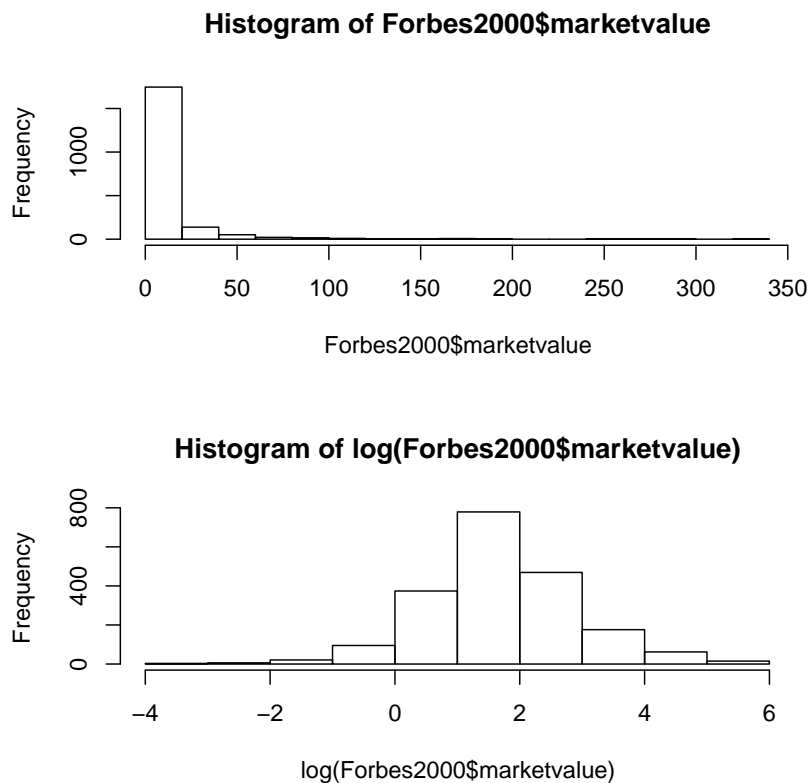 Histogram of Forbes2000$marketvalue
Frequency
0
1000
0 50 100 150 200 250 300 350
Forbes2000$marketvalue
Histogram of log(Forbes2000$marketvalue)
Frequency
0
400
800
−4 −2 0 2 4 6
log(Forbes2000$marketvalue)